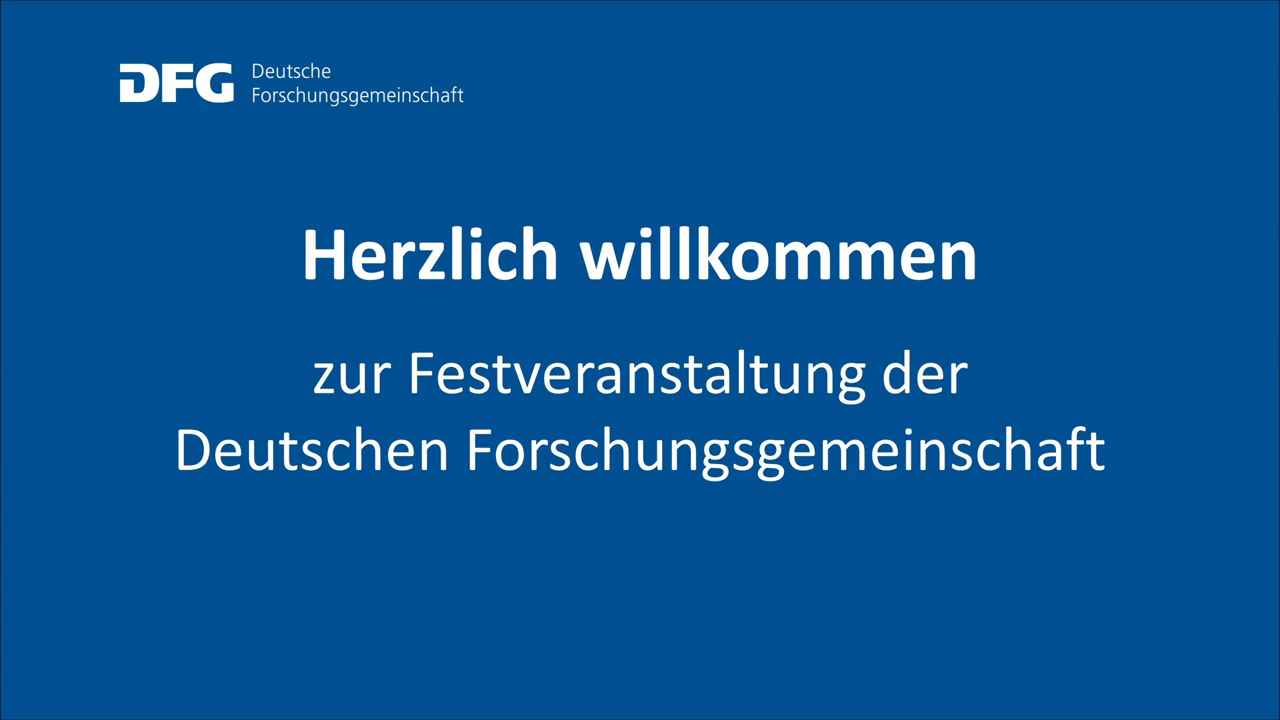 DFG Deutsche
Forschungsgemeinschaft
Herzlich willkommen
zur Festveranstaltung der
Deutschen Forschungsgemeinschaft